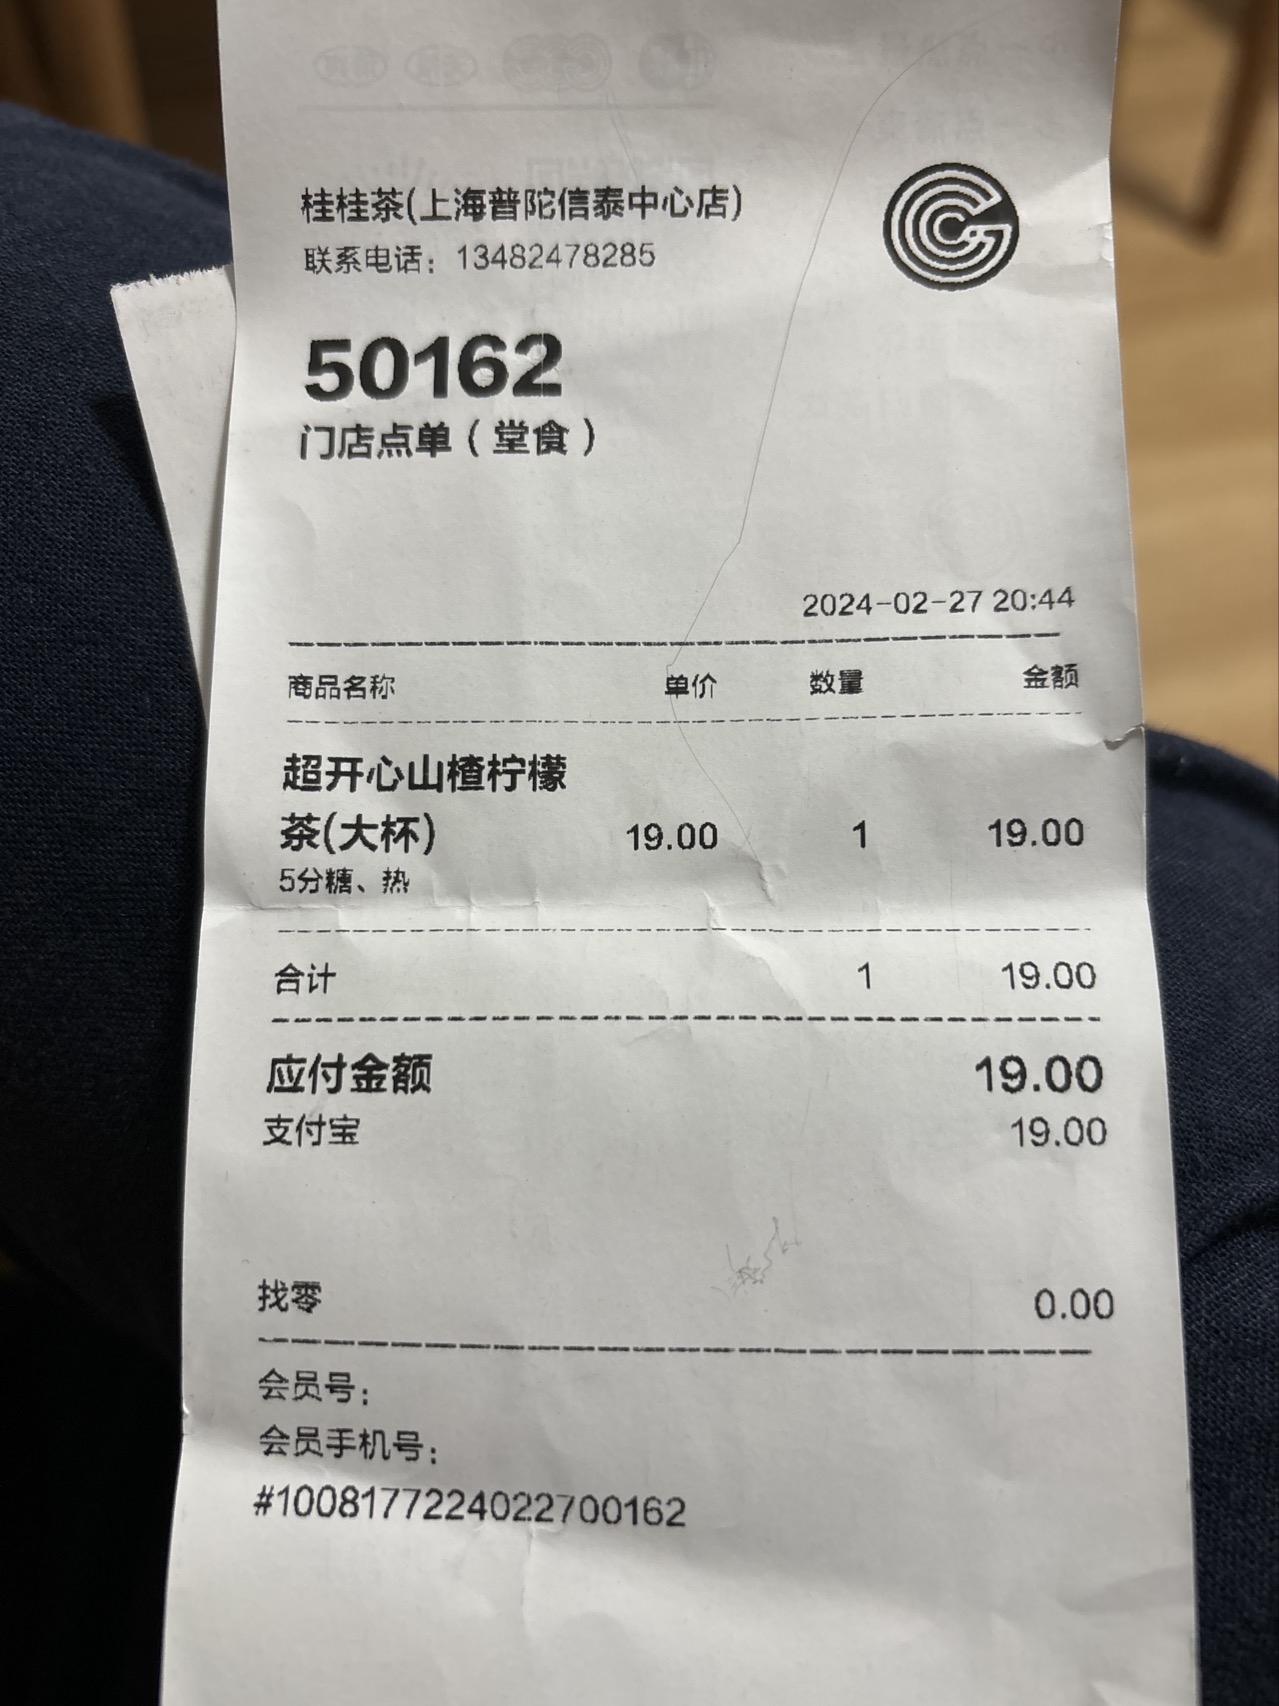 桂桂茶(上海普陀信泰中心店)
联系电话：13482478285
50162
门店点单（堂食）
2024-02-27 20:44
商品名称 单价 数量 金额
超开心山楂柠檬
茶(大杯) 19.00 1 19.00
5分糖、热
合计 1 19.00
应付金额 19.00
支付宝 19.00
找零 0.00
会员号：
会员手机号：
#1008177224022700162